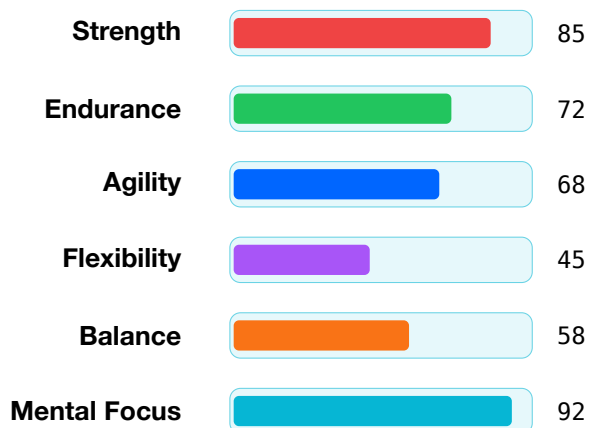 Strength 85
Endurance 72
Agility 68
Flexibility 45
Balance 58
Mental Focus 92